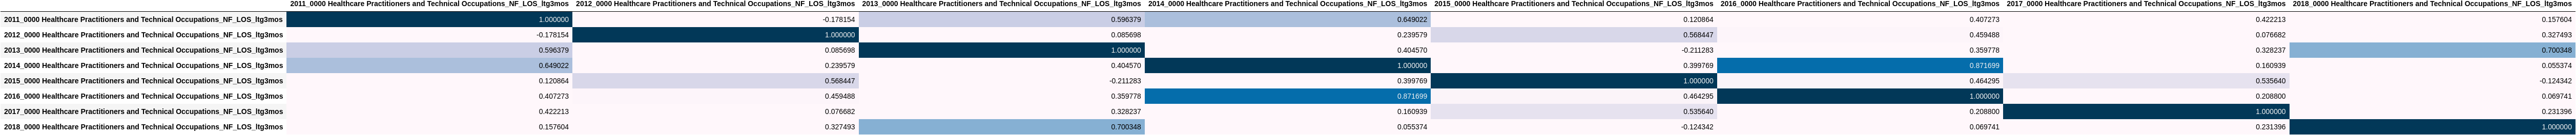 2011_0000 Healthcare Practitioners and Technical Occupations_NF_LOS_ltg3mos 2012_0000 Healthcare Practitioners and Technical Occupations_NF_LOS_ltg3mos 2013_0000 Healthcare Practitioners and Technical Occupations_NF_LOS_ltg3mos 2014_0000 Healthcare Practitioners and Technical Occupations_NF_LOS_ltg3mos 2015_0000 Healthcare Practitioners and Technical Occupations_NF_LOS_ltg3mos 2016_0000 Healthcare Practitioners and Technical Occupations_NF_LOS_ltg3mos 2017_0000 Healthcare Practitioners and Technical Occupations_NF_LOS_ltg3mos 2018_0000 Healthcare Practitioners and Technical Occupations_NF_LOS_ltg3mos
2011_0000 Healthcare Practitioners and Technical Occupations_NF_LOS_ltg3mos 1.000000 -0.178154 0.596379 0.649022 0.120864 0.407273 0.422213 0.157604
2012_0000 Healthcare Practitioners and Technical Occupations_NF_LOS_ltg3mos -0.178154 1.000000 0.085698 0.239579 0.568447 0.459488 0.076682 0.327493
2013_0000 Healthcare Practitioners and Technical Occupations_NF_LOS_ltg3mos 0.596379 0.085698 1.000000 0.404570 -0.211283 0.359778 0.328237 0.700348
2014_0000 Healthcare Practitioners and Technical Occupations_NF_LOS_ltg3mos 0.649022 0.239579 0.404570 1.000000 0.399769 0.871699 0.160939 0.055374
2015_0000 Healthcare Practitioners and Technical Occupations_NF_LOS_ltg3mos 0.120864 0.568447 -0.211283 0.399769 1.000000 0.464295 0.535640 -0.124342
2016_0000 Healthcare Practitioners and Technical Occupations_NF_LOS_ltg3mos 0.407273 0.459488 0.359778 0.871699 0.464295 1.000000 0.208800 0.069741
2017_0000 Healthcare Practitioners and Technical Occupations_NF_LOS_ltg3mos 0.422213 0.076682 0.328237 0.160939 0.535640 0.208800 1.000000 0.231396
2018_0000 Healthcare Practitioners and Technical Occupations_NF_LOS_ltg3mos 0.157604 0.327493 0.700348 0.055374 -0.124342 0.069741 0.231396 1.000000